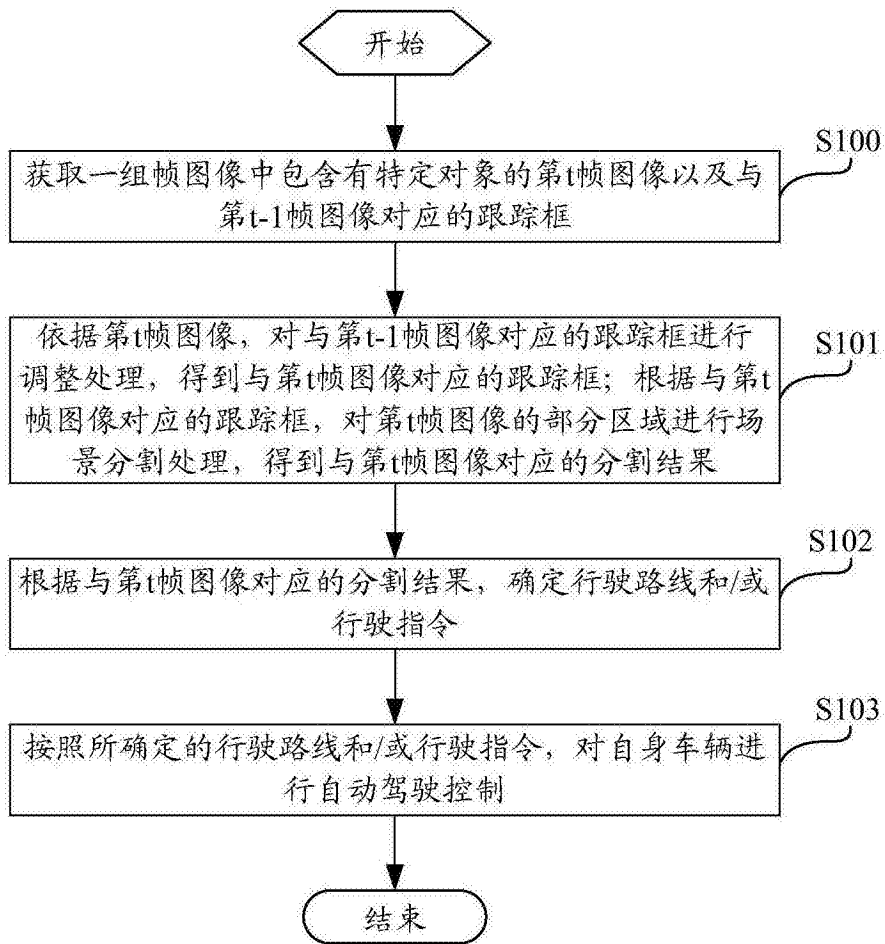 开始
S100
获取一组帧图像中包含有特定对象的第t帧图像以及与
第t-1帧图像对应的跟踪框
S101
依据第t帧图像，对与第t-1帧图像对应的跟踪框进行
调整处理，得到与第t帧图像对应的跟踪框；根据与第t
帧图像对应的跟踪框，对第t帧图像的部分区域进行场
景分割处理，得到与第t帧图像对应的分割结果
S102
根据与第t帧图像对应的分割结果，确定行驶路线和/或
行驶指令
S103
按照所确定的行驶路线和/或行驶指令，对自身车辆进
行自动驾驶控制
结束